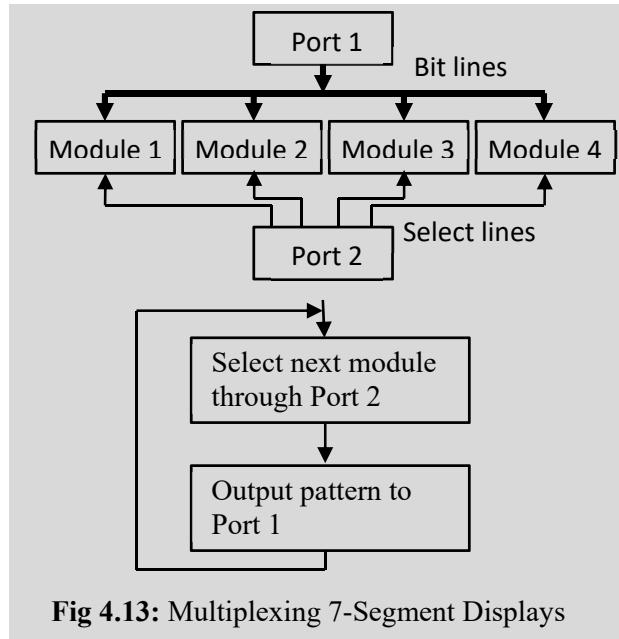 Port 1
Bit lines
Module 1 Module 2 Module 3 Module 4
Select lines
Port 2
Select next module
through Port 2
Output pattern to
Port 1
Fig 4.13: Multiplexing 7-Segment Displays